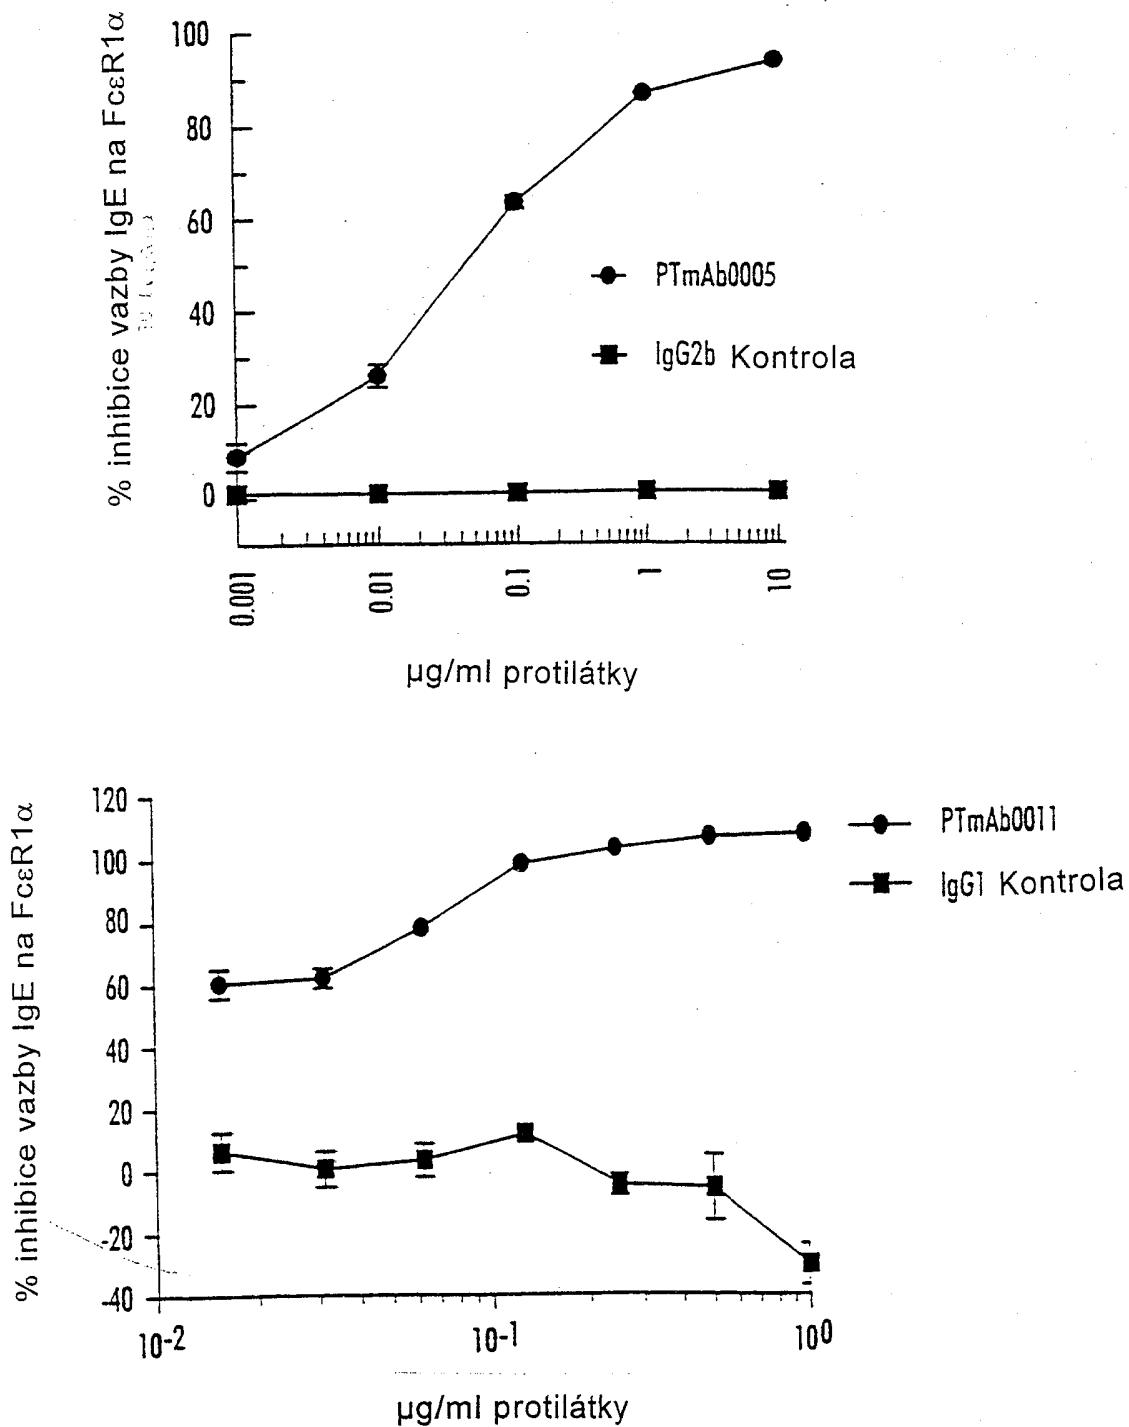 % inhibice vazby IgE na FcεR1α
100
80
60
40
20
0
PTmAb0005
IgG2b Kontrola
0.001
0.01
0.1
1
10
µg/ml protilátky
% inhibice vazby IgE na FcεR1α
120
100
80
60
40
20
0
-20
-40
PTmAb0011
IgG1 Kontrola
10-2
10-1
100
µg/ml protilátky